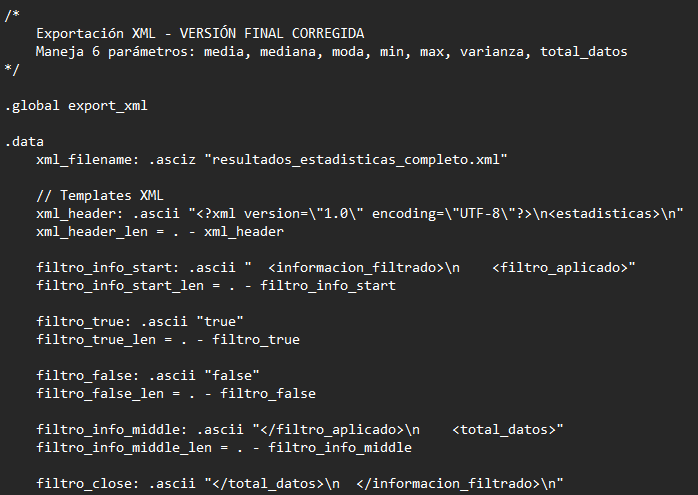 /*
    Exportación XML - VERSIÓN FINAL CORREGIDA
    Maneja 6 parámetros: media, mediana, moda, min, max, varianza, total_datos
*/

.global export_xml

.data
    xml_filename: .asciz "resultados_estadisticas_completo.xml"

    // Templates XML
    xml_header: .ascii "<?xml version=\"1.0\" encoding=\"UTF-8\"?>\n<estadisticas>\n"
    xml_header_len = . - xml_header

    filtro_info_start: .ascii "  <informacion_filtrado>\n    <filtro_aplicado>"
    filtro_info_start_len = . - filtro_info_start

    filtro_true: .ascii "true"
    filtro_true_len = . - filtro_true

    filtro_false: .ascii "false"
    filtro_false_len = . - filtro_false

    filtro_info_middle: .ascii "</filtro_aplicado>\n    <total_datos>"
    filtro_info_middle_len = . - filtro_info_middle

    filtro_close: .ascii "</total_datos>\n  </informacion_filtrado>\n"